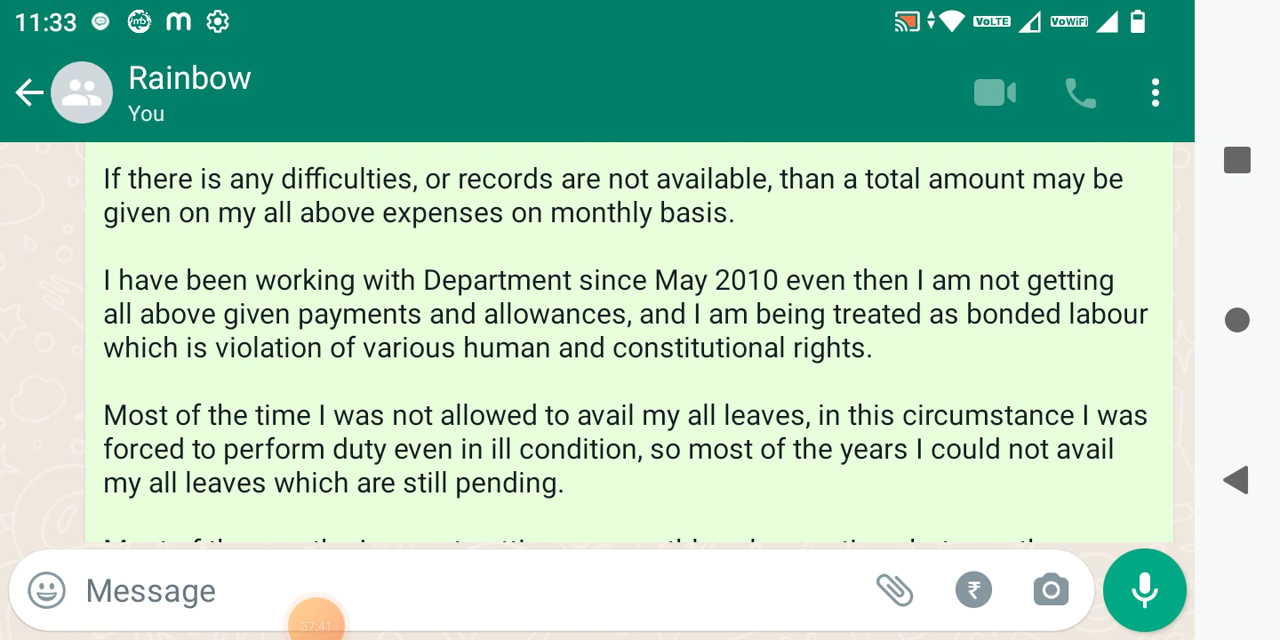 11:33
VoLTE
VoWiFi
Rainbow
You
If there is any difficulties, or records are not available, than a total amount may be
given on my all above expenses on monthly basis.
I have been working with Department since May 2010 even then I am not getting
all above given payments and allowances, and I am being treated as bonded labour
which is violation of various human and constitutional rights.
Most of the time I was not allowed to avail my all leaves, in this circumstance I was
forced to perform duty even in ill condition, so most of the years I could not avail
my all leaves which are still pending.
Message
₹
37:41